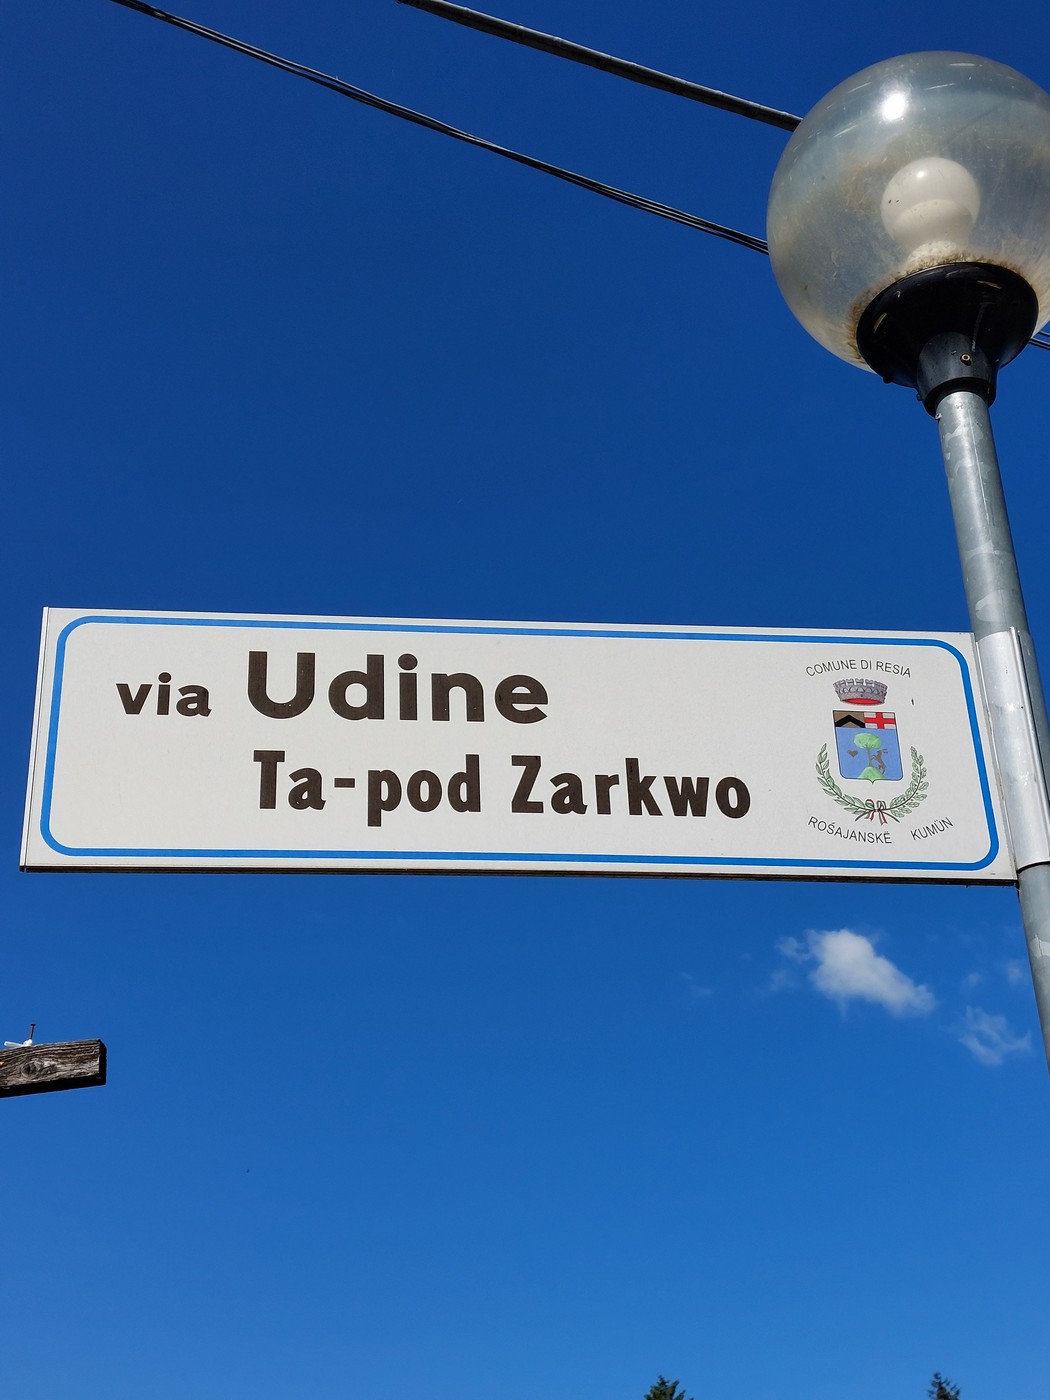 via Udine
Ta-pod Zarkwo
COMUNE DI RESIA
ROŚAJANSKË KUMÜN